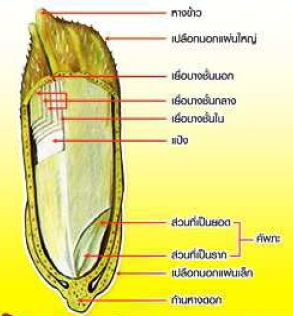 หางข้าว
เปลือกนอกแผ่นใหญ่
เยื่อบางชั้นนอก
เยื่อบางชั้นกลาง
เยื่อบางชั้นใน
แป้ง
ส่วนที่เป็นยอด
คัพภะ
ส่วนที่เป็นราก
เปลือกนอกแผ่นเล็ก
ก้านหางดอก